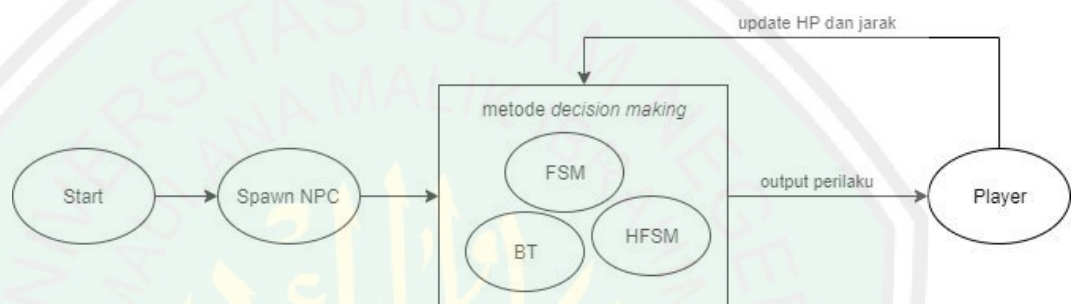 update HP dan jarak
metode decision making
FSM
Start
Spawn NPC
output perilaku
Player
BT
HFSM